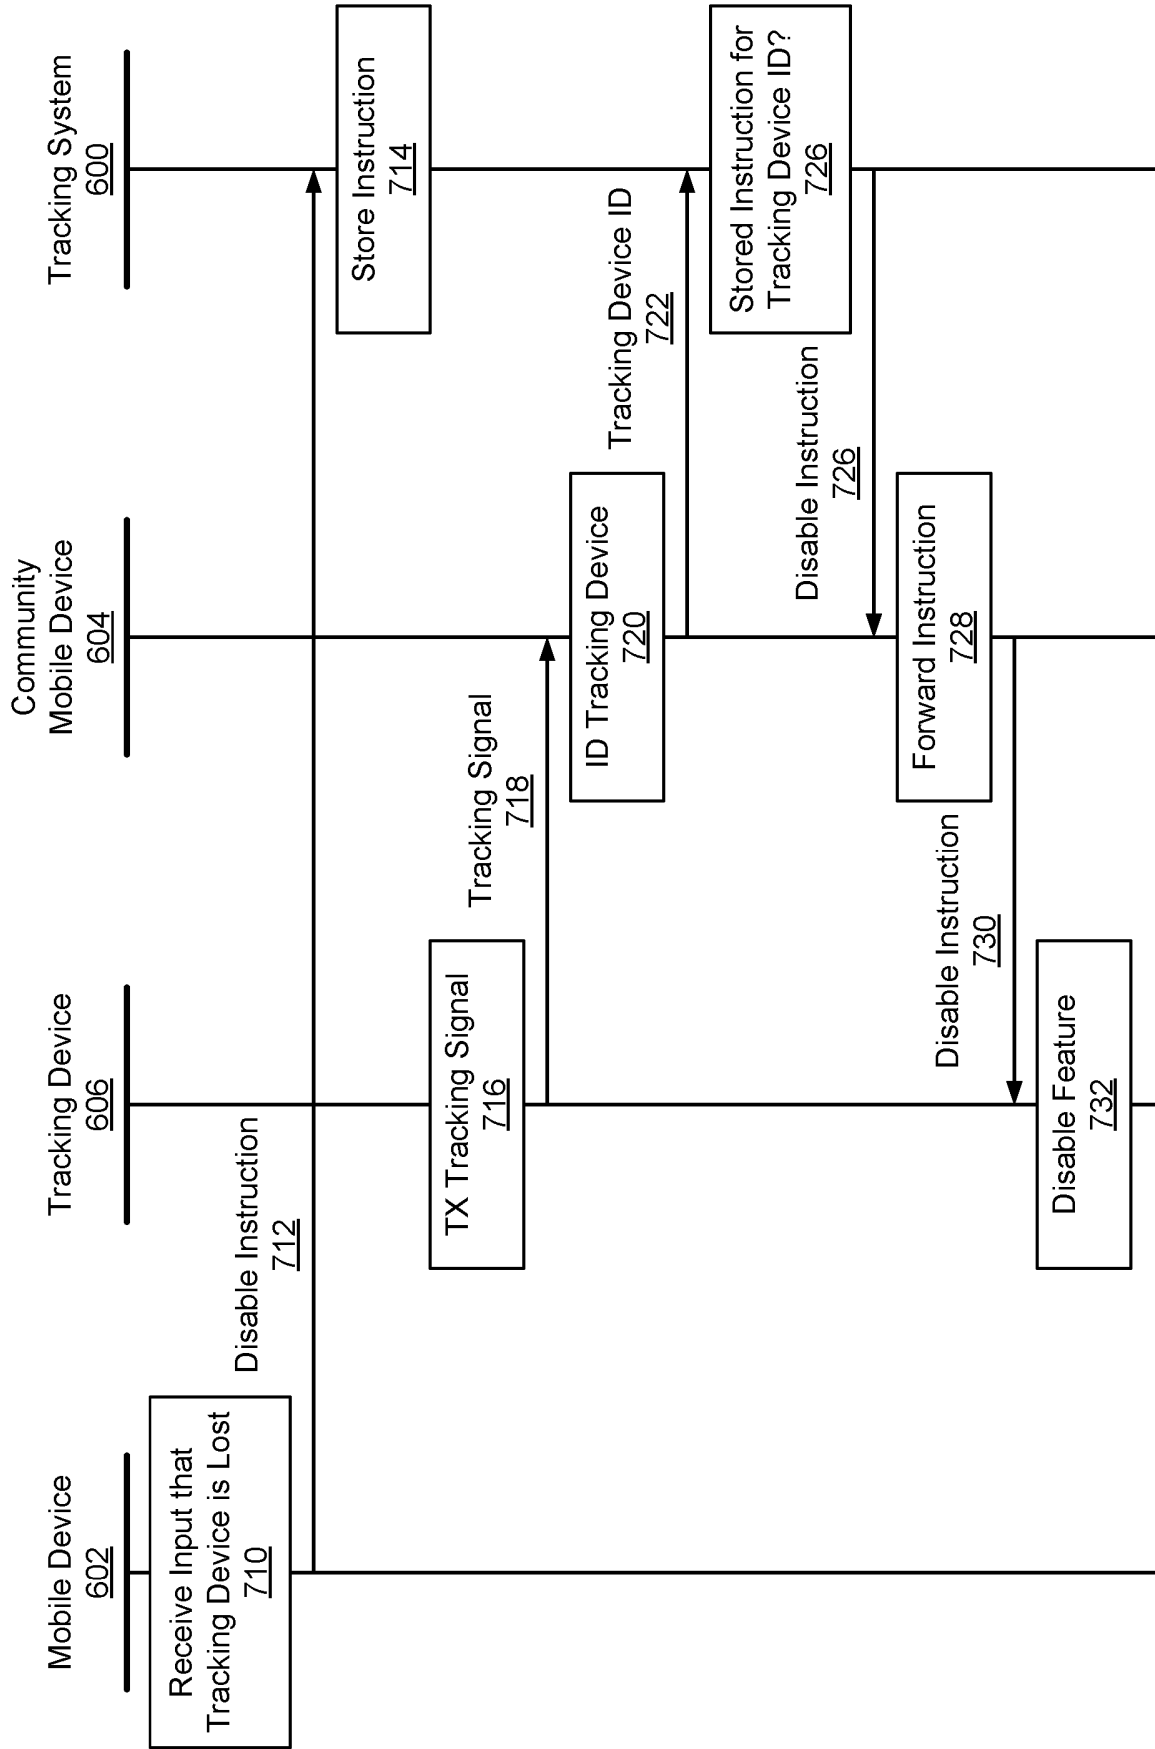 Mobile Device
602
Tracking Device
606
Community
Mobile Device
604
Tracking System
600
Receive Input that
Tracking Device is Lost
710
Disable Instruction
712
Store Instruction
714
TX Tracking Signal
716
Tracking Signal
718
ID Tracking Device
720
Tracking Device ID
722
Stored Instruction for
Tracking Device ID?
726
Disable Instruction
726
Forward Instruction
728
Disable Instruction
730
Disable Feature
732